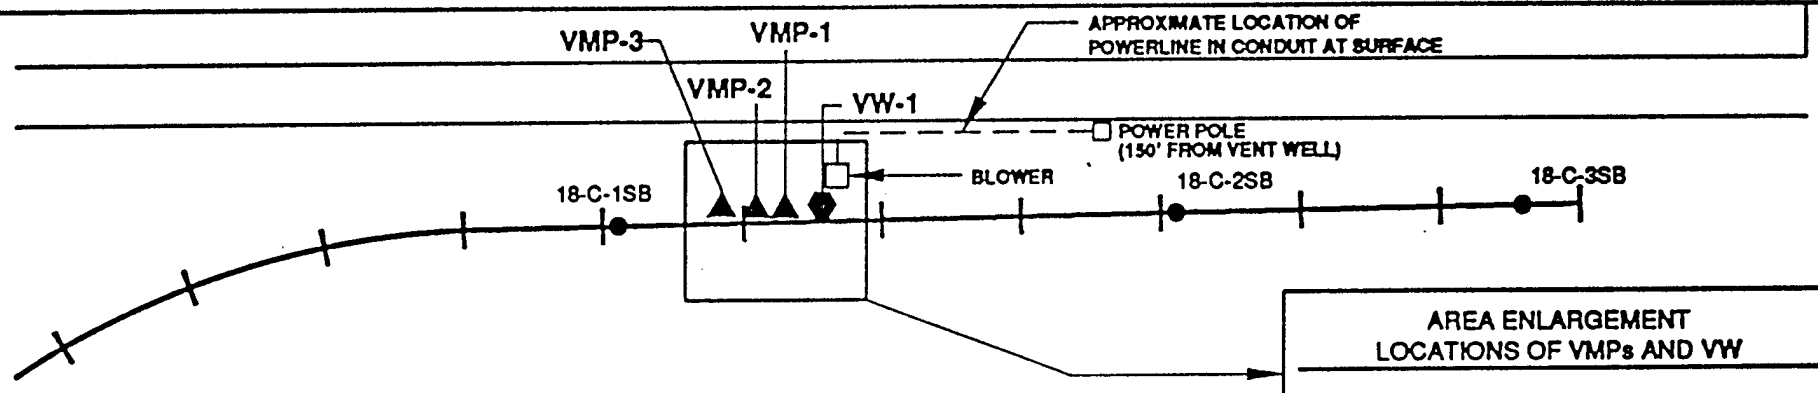 APPROXIMATE LOCATION OF
POWERLINE IN CONDUIT AT SURFACE
VMP-3
VMP-1
VMP-2
VW-1
POWER POLE
(150' FROM VENT WELL)
BLOWER
18-C-1SB
18-C-2SB
18-C-3SB
AREA ENLARGEMENT
LOCATIONS OF VMPs AND VW